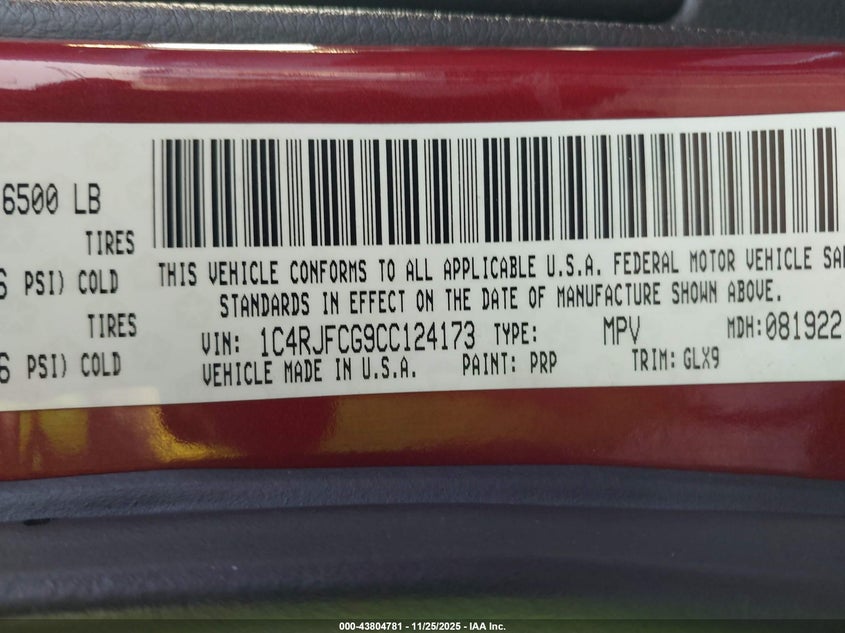 6500 LB
TIRES
6 PSI) COLD
TIRES
6 PSI) COLD
THIS VEHICLE CONFORMS TO ALL APPLICABLE U.S.A. FEDERAL MOTOR VEHICLE SA
STANDARDS IN EFFECT ON THE DATE OF MANUFACTURE SHOWN ABOVE.
VIN: 1C4RJFCG9CC124173 TYPE: MPV MDH:081922
VEHICLE MADE IN U.S.A. PAINT: PRP TRIM: GLX9
000-43804781 - 11/25/2025 - IAA Inc.